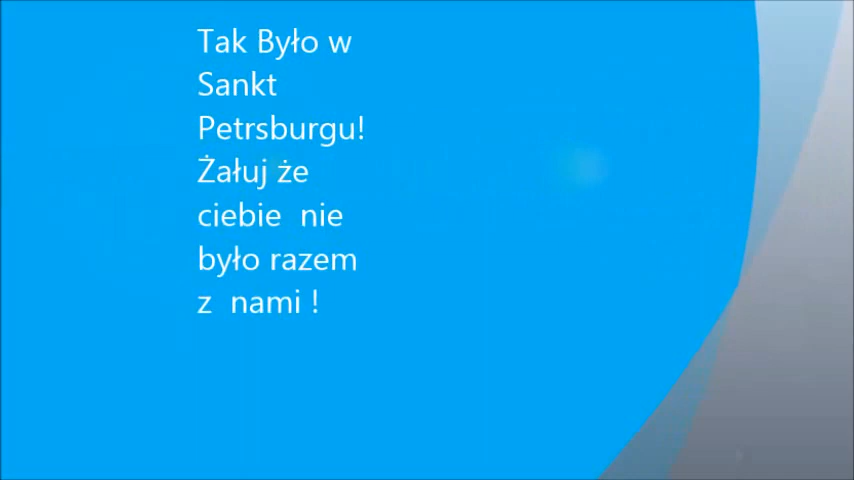 Tak Było w
Sankt
Petrsburgu!
Żałuj że
ciebie  nie
było razem
z  nami !